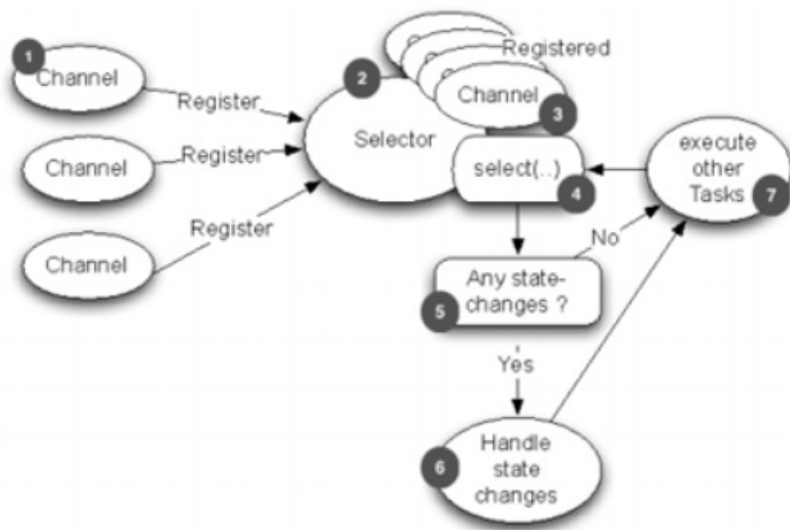 1
Channel
Register
Channel
Register
Channel
Register
2
Selector
Registered
Channel
3
select(..)
4
Any state-
changes ?
5
No
Yes
Handle
state
changes
6
execute
other
Tasks
7